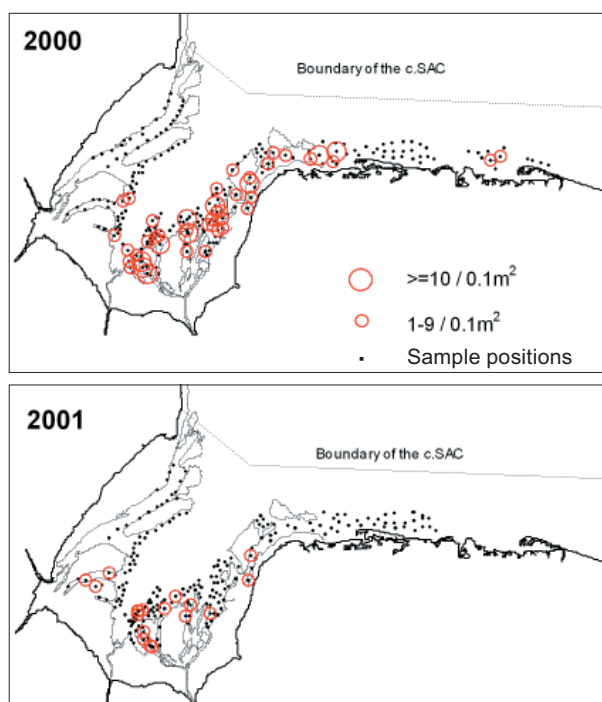 2000
Boundary of the c.SAC
>=10 / 0.1m²
1-9 / 0.1m²
Sample positions
2001
Boundary of the c.SAC